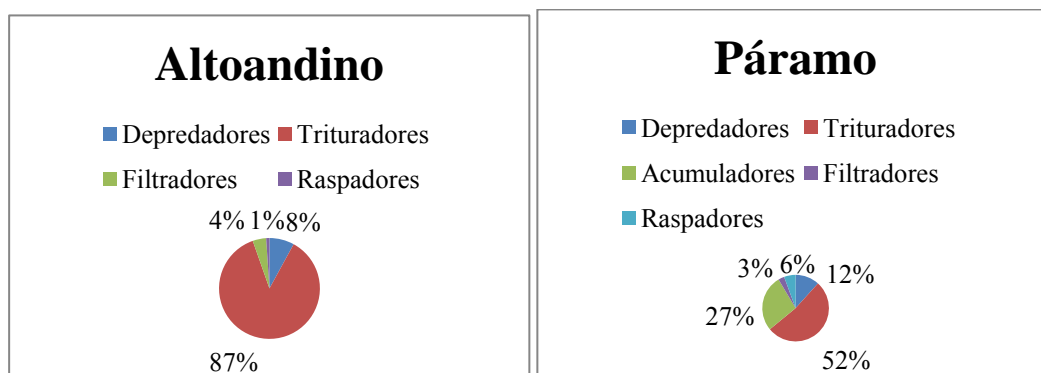 Altoandino
Depredadores Trituradores
Filtradores Raspadores
4% 1% 8%
87%
Páramo
Depredadores Trituradores
Acumuladores Filtradores
Raspadores
3% 6% 12%
27%
52%